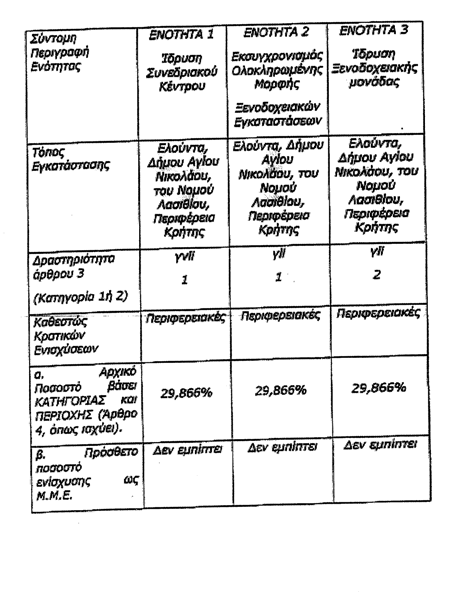 Σύντομη
Περιγραφή
Ενότητας
ΕΝΟΤΗΤΑ 1
Ίδρυση
Συνεδριακού
Κέντρου
ΕΝΟΤΗΤΑ 2
Εκσυγχρονισμός
Ολοκληρωμένης
Μορφής
Ξενοδοχειακών
Εγκαταστάσεων
ΕΝΟΤΗΤΑ 3
Ίδρυση
Ξενοδοχειακής
μονάδας
Τόπος
Εγκατάστασης
Ελούντα,
Δήμου Αγίου
Νικολάου,
του Νομού
Λασιθίου,
Περιφέρεια
Κρήτης
Ελούντα, Δήμου
Αγίου
Νικολάου, του
Νομού
Λασιθίου,
Περιφέρεια
Κρήτης
Ελούντα,
Δήμου Αγίου
Νικολάου, του
Νομού
Λασιθίου,
Περιφέρεια
Κρήτης
Δραστηριότητα
άρθρου 3
(Κατηγορία 1ή 2)
γvii
1
γii
1
γii
2
Καθεστώς
Κρατικών
Ενισχύσεων
Περιφερειακές
Περιφερειακές
Περιφερειακές
α. Αρχικό
Ποσοστό βάσει
ΚΑΤΗΓΟΡΙΑΣ και
ΠΕΡΙΟΧΗΣ (Άρθρο
4, όπως ισχύει).
29,866%
29,866%
29,866%
β. Πρόσθετο
ποσοστό
ενίσχυσης ως
Μ.Μ.Ε.
Δεν εμπίπτει
Δεν εμπίπτει
Δεν εμπίπτει